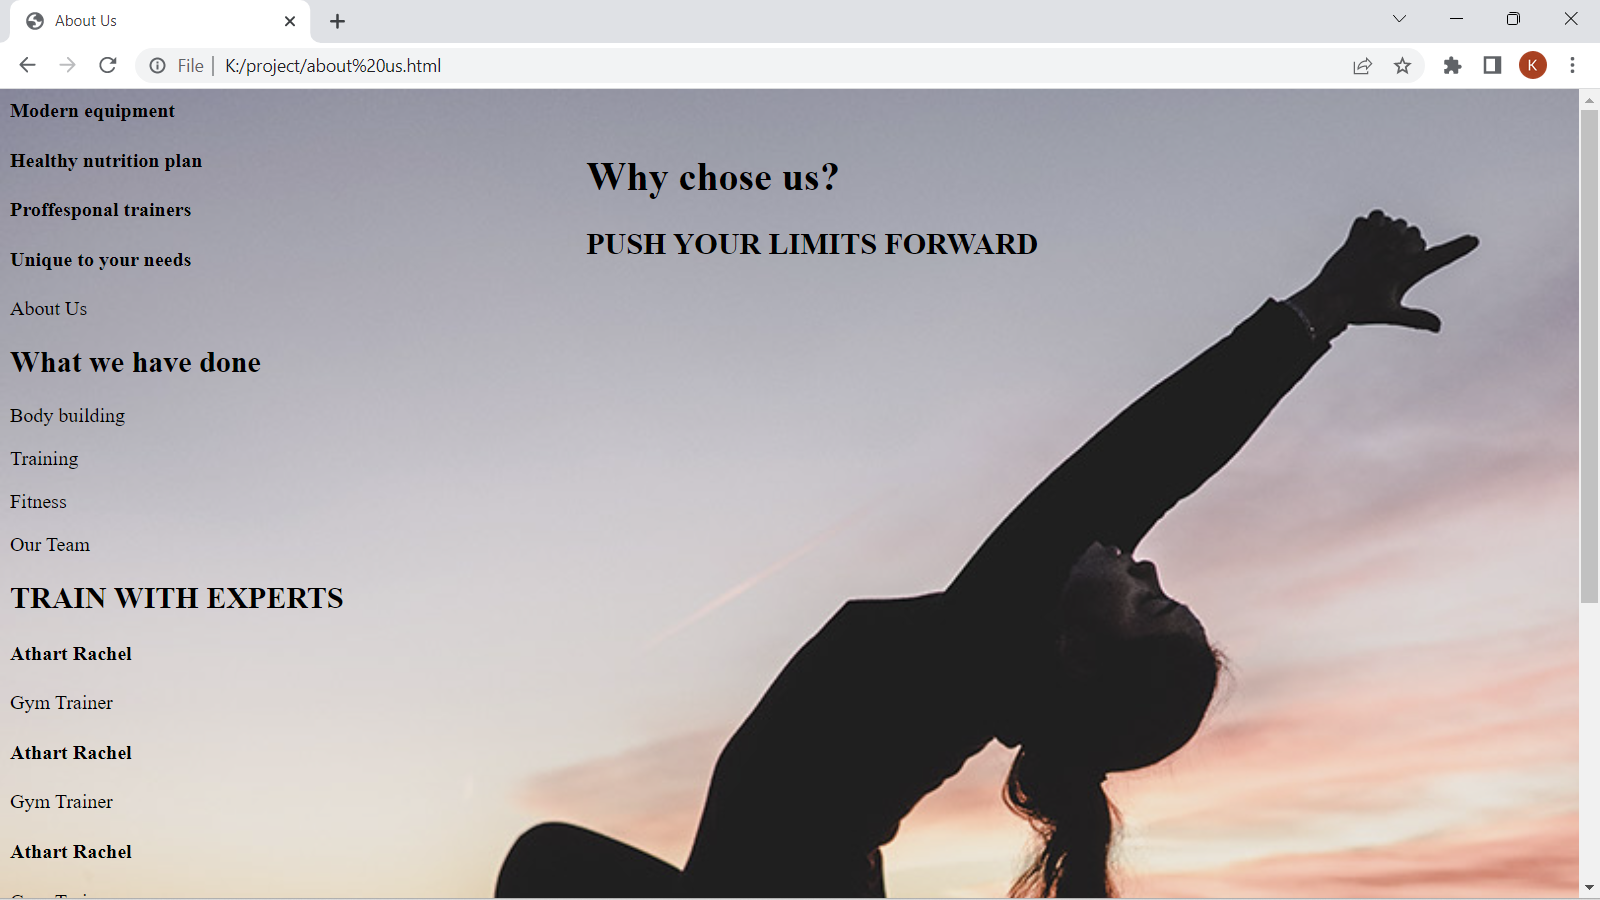 About Us
File
K:/project/about%20us.html
K
Modern equipment
Healthy nutrition plan
Proffesponal trainers
Unique to your needs
About Us
Why chose us?
PUSH YOUR LIMITS FORWARD
What we have done
Body building
Training
Fitness
Our Team
TRAIN WITH EXPERTS
Athart Rachel
Gym Trainer
Athart Rachel
Gym Trainer
Athart Rachel